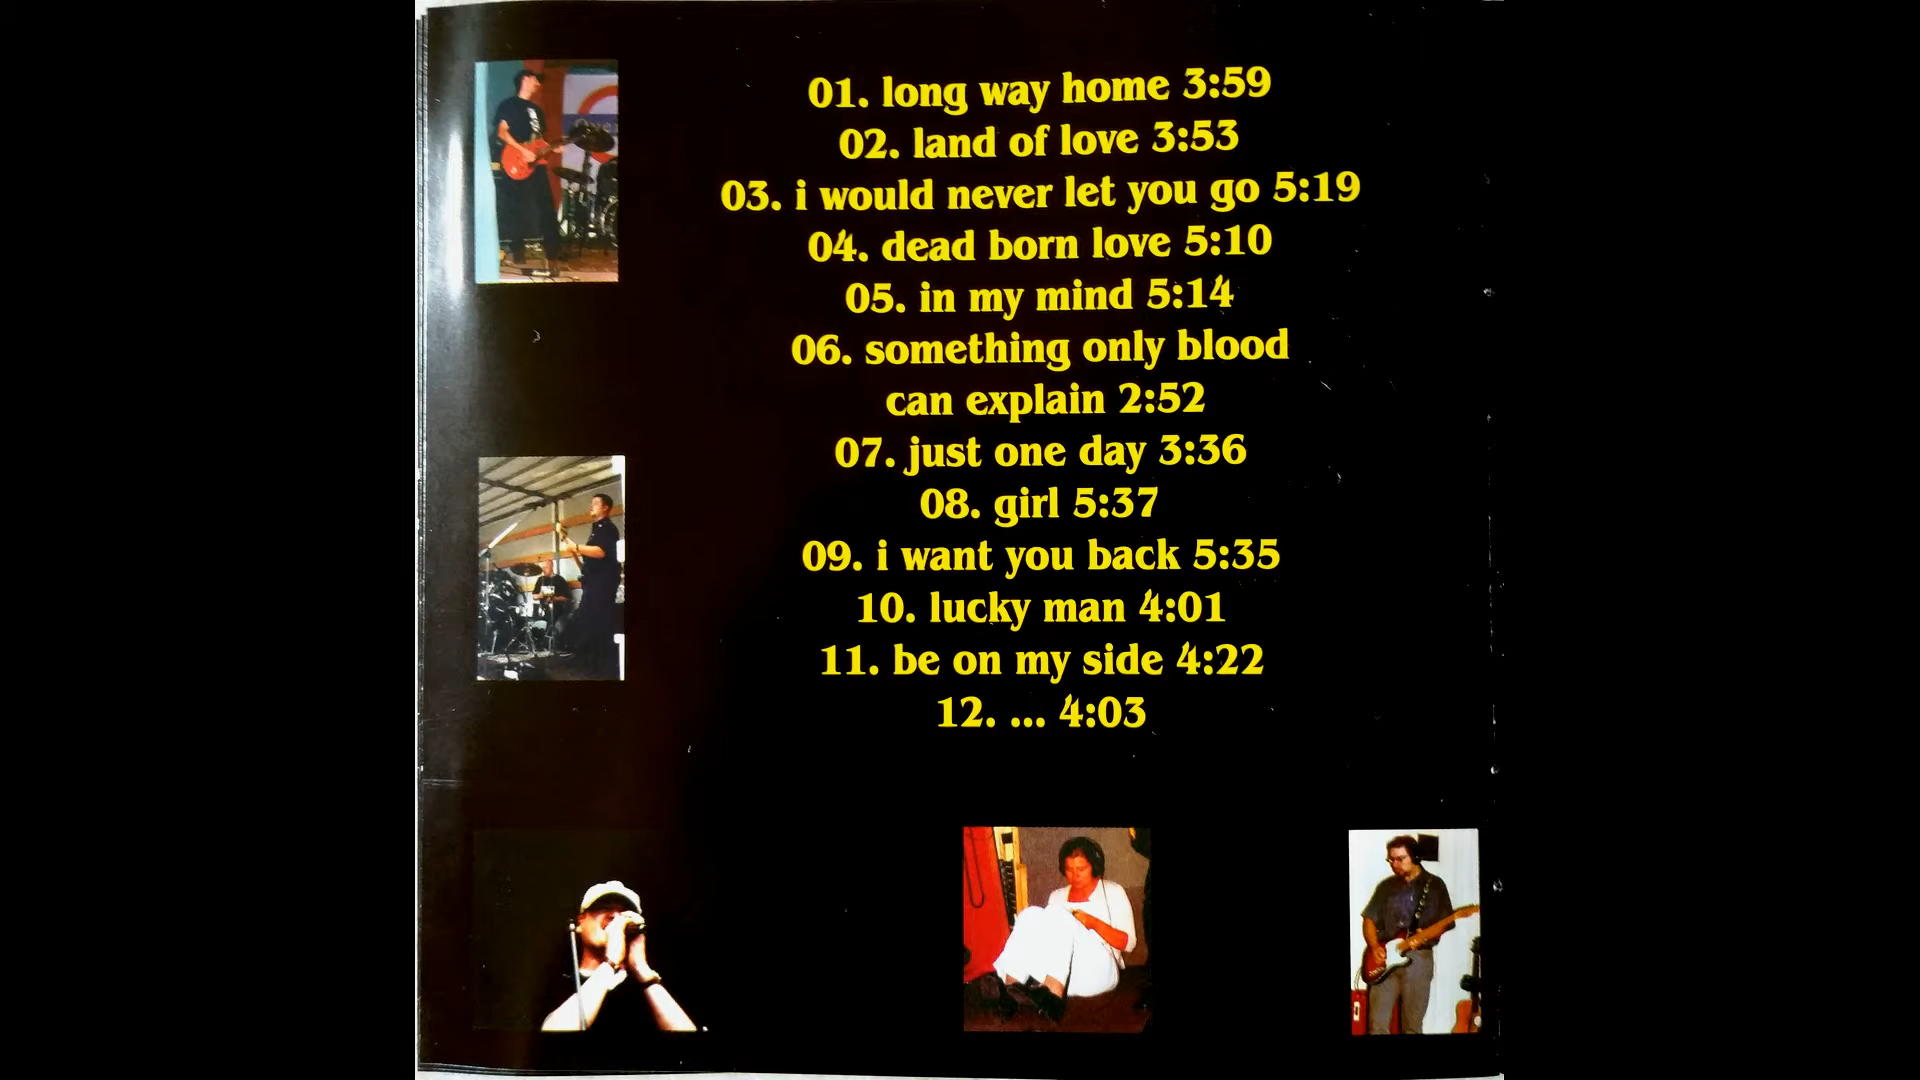 01. long way home 3:59
02. land of love 3:53
03. i would never let you go 5:19
04. dead born love 5:10
05. in my mind 5:14
06. something only blood
can explain 2:52
07. just one day 3:36
08. girl 5:37
09. i want you back 5:35
10. lucky man 4:01
11. be on my side 4:22
12. ... 4:03